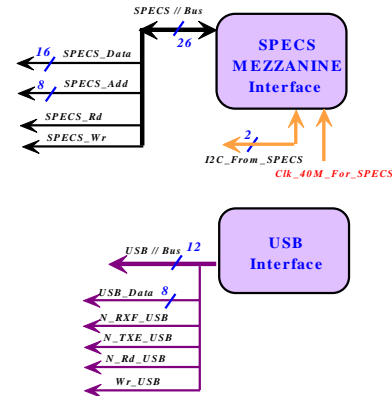 SPECS // Bus
26
16 SPECS_Data
8 SPECS_Add
SPECS_Rd
SPECS_Wr
SPECS
MEZZANINE
Interface
2
I2C_From_SPECS
Clk_40M_For_SPECS
USB // Bus 12
USB_Data 8
N_RXF_USB
N_TXE_USB
N_Rd_USB
Wr_USB
USB
Interface